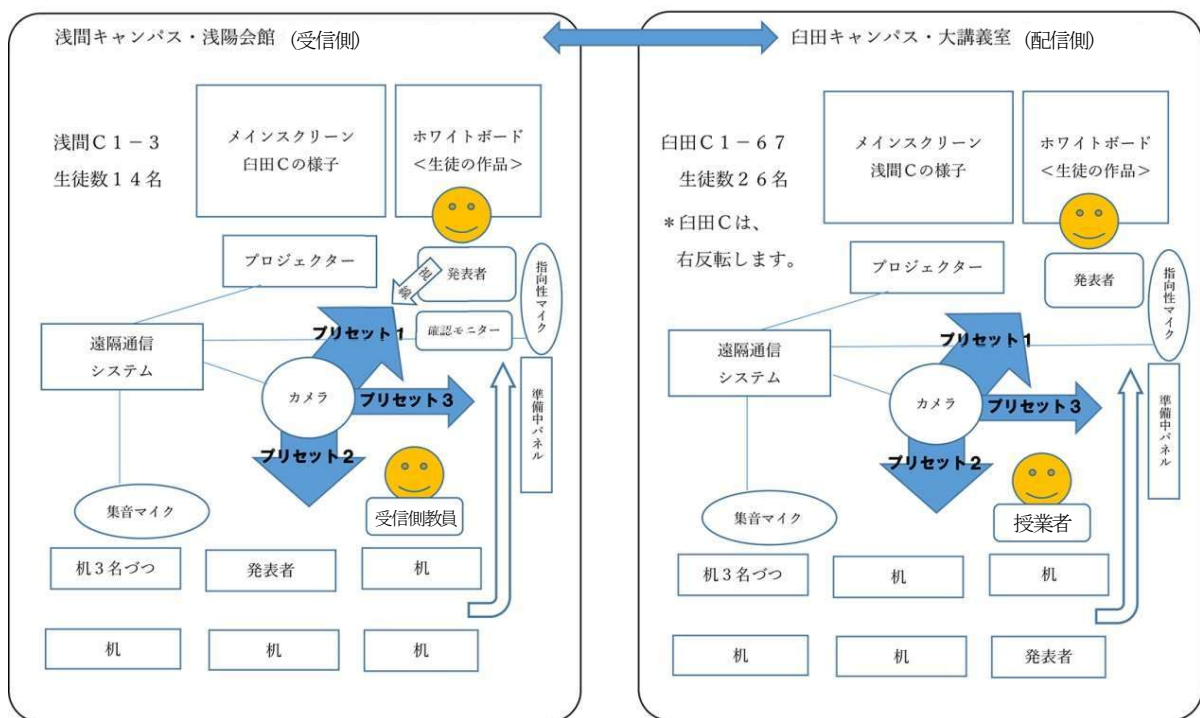 浅間キャンパス・浅陽会館（受信側）
浅間C１－３
生徒数１４名
メインスクリーン
臼田Cの様子
ホワイトボード
<生徒の作品>
プロジェクター
発表者
視線
指向性マイク
プリセット1
確認モニター
遠隔通信
システム
カメラ
プリセット3
準備中パネル
プリセット2
集音マイク
受信側教員
机３名づつ
発表者
机
机
机
机
臼田キャンパス・大講義室（配信側）
臼田C１－６７
生徒数２６名
＊臼田Cは、
右反転します。
メインスクリーン
浅間Cの様子
ホワイトボード
<生徒の作品>
プロジェクター
発表者
指向性マイク
プリセット1
遠隔通信
システム
カメラ
プリセット3
準備中パネル
プリセット2
集音マイク
授業者
机３名づつ
机
机
机
机
発表者